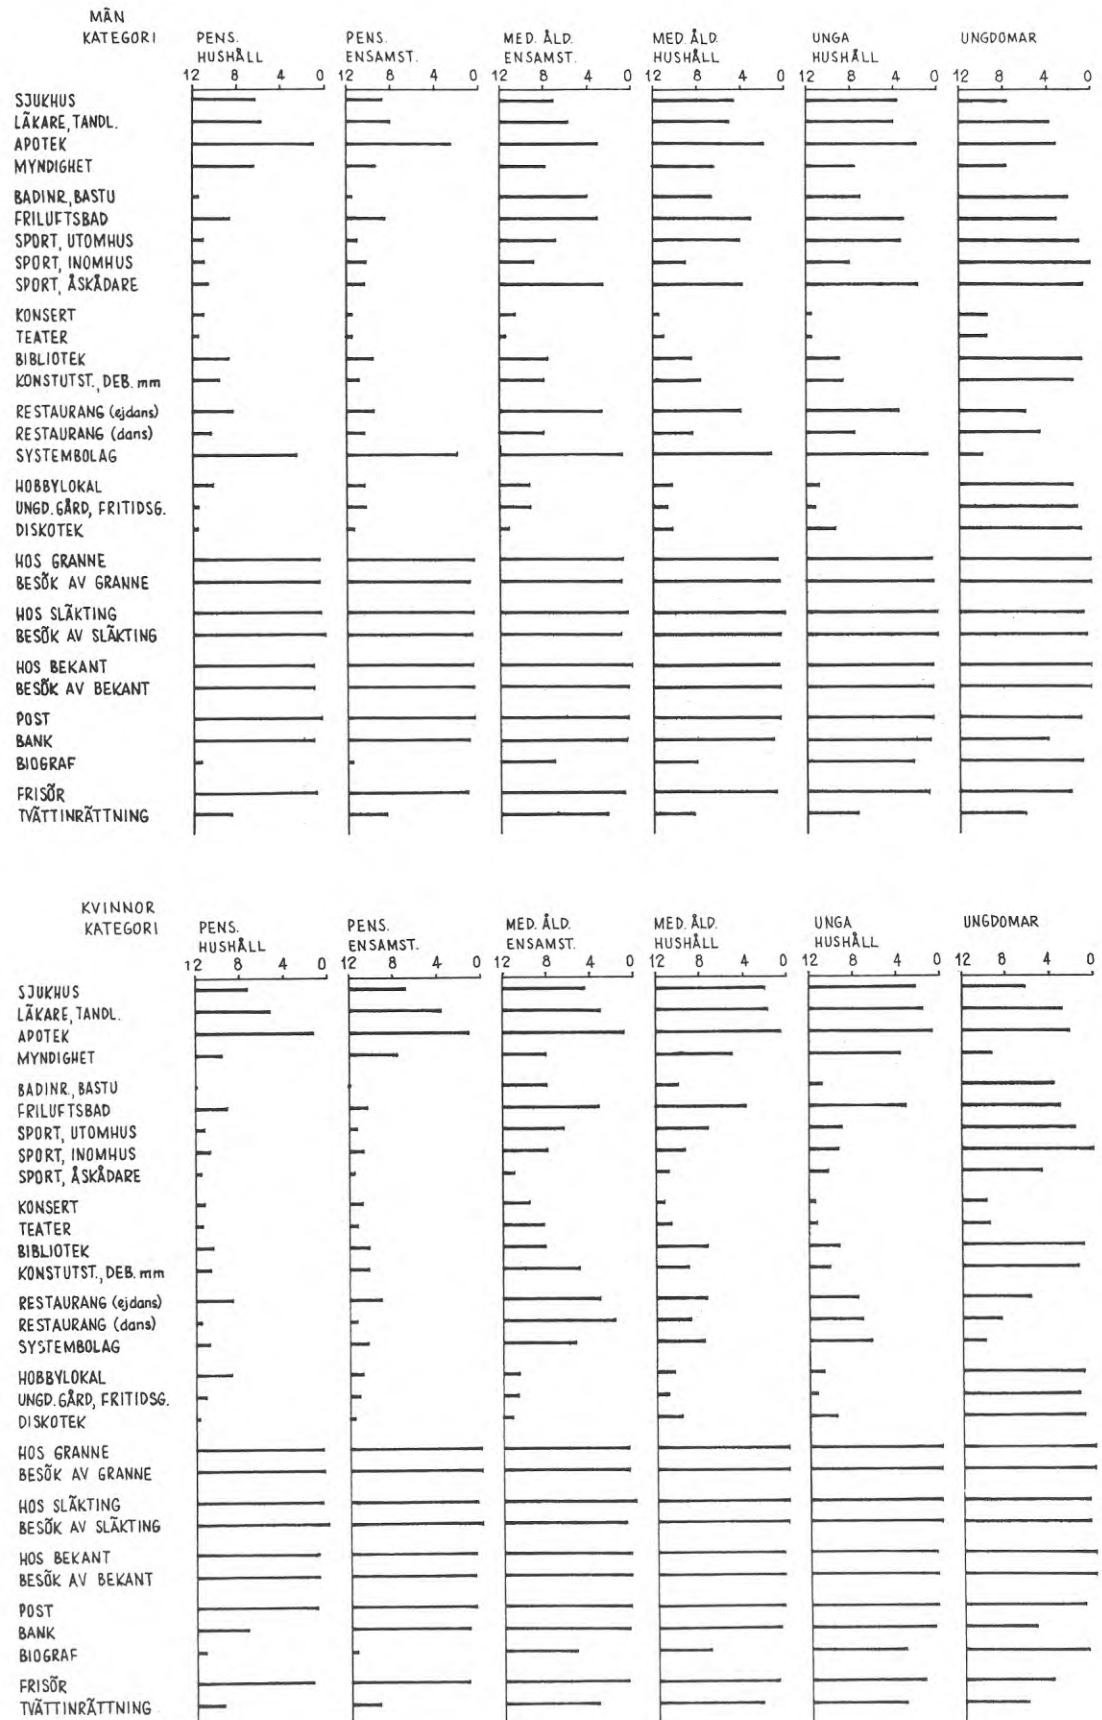 MÄN
KATEGORI
PENS.
HUSHÅLL
PENS.
ENSAMST.
MED. ÅLD.
ENSAMST.
MED. ÅLD.
HUSHÅLL
UNGA
HUSHÅLL
UNGDOMAR
12 8 4 0 12 8 4 0 12 8 4 0 12 8 4 0 12 8 4 0 12 8 4 0
SJUKHUS
LÄKARE, TANDL.
APOTEK
MYNDIGHET
BADINR., BASTU
FRILUFTSBAD
SPORT, UTOMHUS
SPORT, INOMHUS
SPORT, ÅSKÅDARE
KONSERT
TEATER
BIBLIOTEK
KONSTUTST., DEB. mm
RESTAURANG (ejdans)
RESTAURANG (dans)
SYSTEMBOLAG
HOBBYLOKAL
UNGD. GÅRD, FRITIDSG.
DISKOTEK
HOS GRANNE
BESÖK AV GRANNE
HOS SLÄKTING
BESÖK AV SLÄKTING
HOS BEKANT
BESÖK AV BEKANT
POST
BANK
BIOGRAF
FRISÖR
TVÄTTINRÄTTNING
KVINNOR
KATEGORI
PENS.
HUSHÅLL
PENS.
ENSAMST.
MED. ÅLD.
ENSAMST.
MED. ÅLD.
HUSHÅLL
UNGA
HUSHÅLL
UNGDOMAR
12 8 4 0 12 8 4 0 12 8 4 0 12 8 4 0 12 8 4 0 12 8 4 0
SJUKHUS
LÄKARE, TANDL.
APOTEK
MYNDIGHET
BADINR., BASTU
FRILUFTSBAD
SPORT, UTOMHUS
SPORT, INOMHUS
SPORT, ÅSKÅDARE
KONSERT
TEATER
BIBLIOTEK
KONSTUTST., DEB. mm
RESTAURANG (ejdans)
RESTAURANG (dans)
SYSTEMBOLAG
HOBBYLOKAL
UNGD. GÅRD, FRITIDSG.
DISKOTEK
HOS GRANNE
BESÖK AV GRANNE
HOS SLÄKTING
BESÖK AV SLÄKTING
HOS BEKANT
BESÖK AV BEKANT
POST
BANK
BIOGRAF
FRISÖR
TVÄTTINRÄTTNING